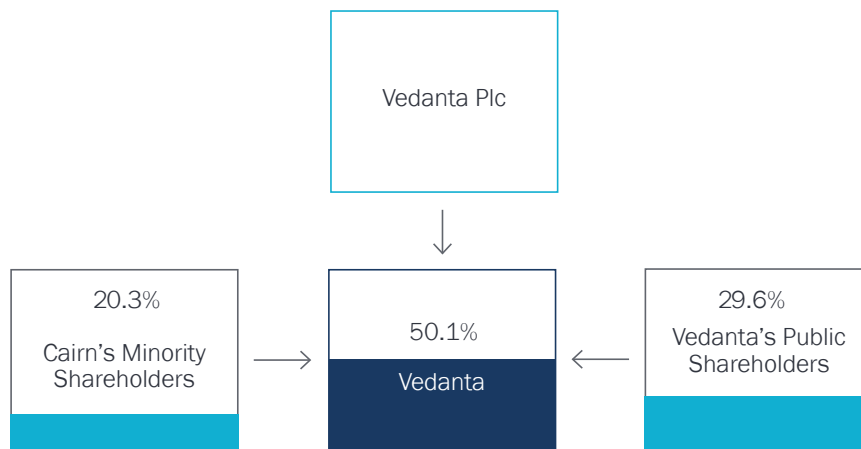 Vedanta Plc
20.3%
Cairn’s Minority
Shareholders
50.1%
Vedanta
29.6%
Vedanta’s Public
Shareholders